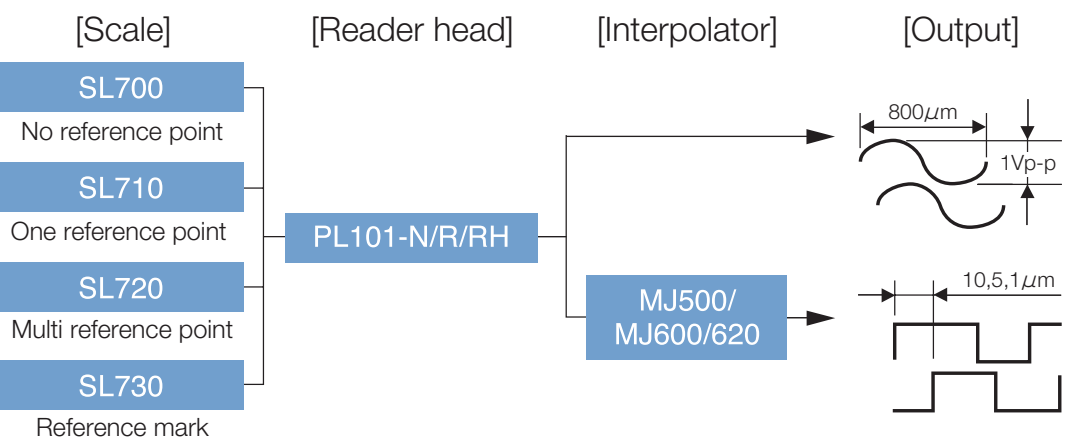 [Scale]
[Reader head]
[Interpolator]
[Output]
SL700
No reference point
SL710
One reference point
SL720
Multi reference point
SL730
Reference mark
PL101-N/R/RH
MJ500/
MJ600/620
800μm
1Vp-p
10,5,1μm